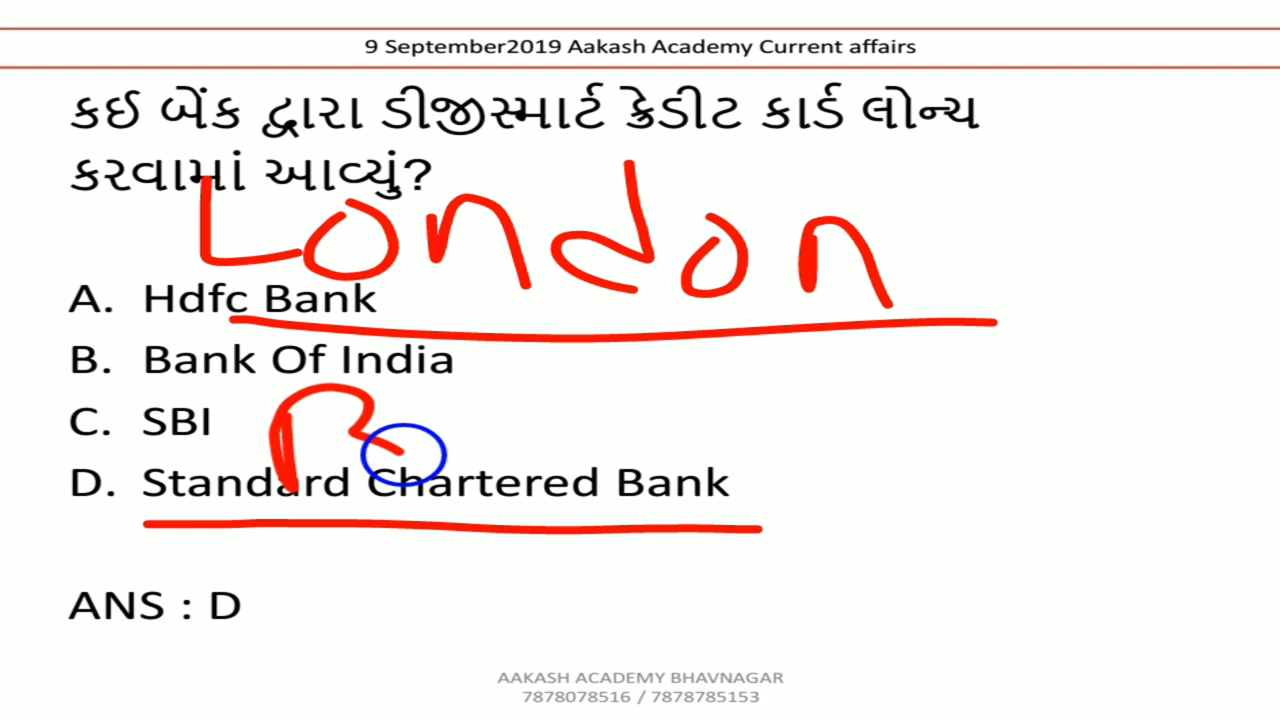 9 September2019 Aakash Academy Current affairs
કઈ બેંક દ્વારા ડીજીસ્માર્ટ ક્રેડીટ કાર્ડ લોન્ચ
કરવામાં આવ્યું?
London
A. Hdfc Bank
B. Bank Of India
C. SBI
D. Standard Chartered Bank
ANS : D
AAKASH ACADEMY BHAVNAGAR
7878078516 / 7878785153